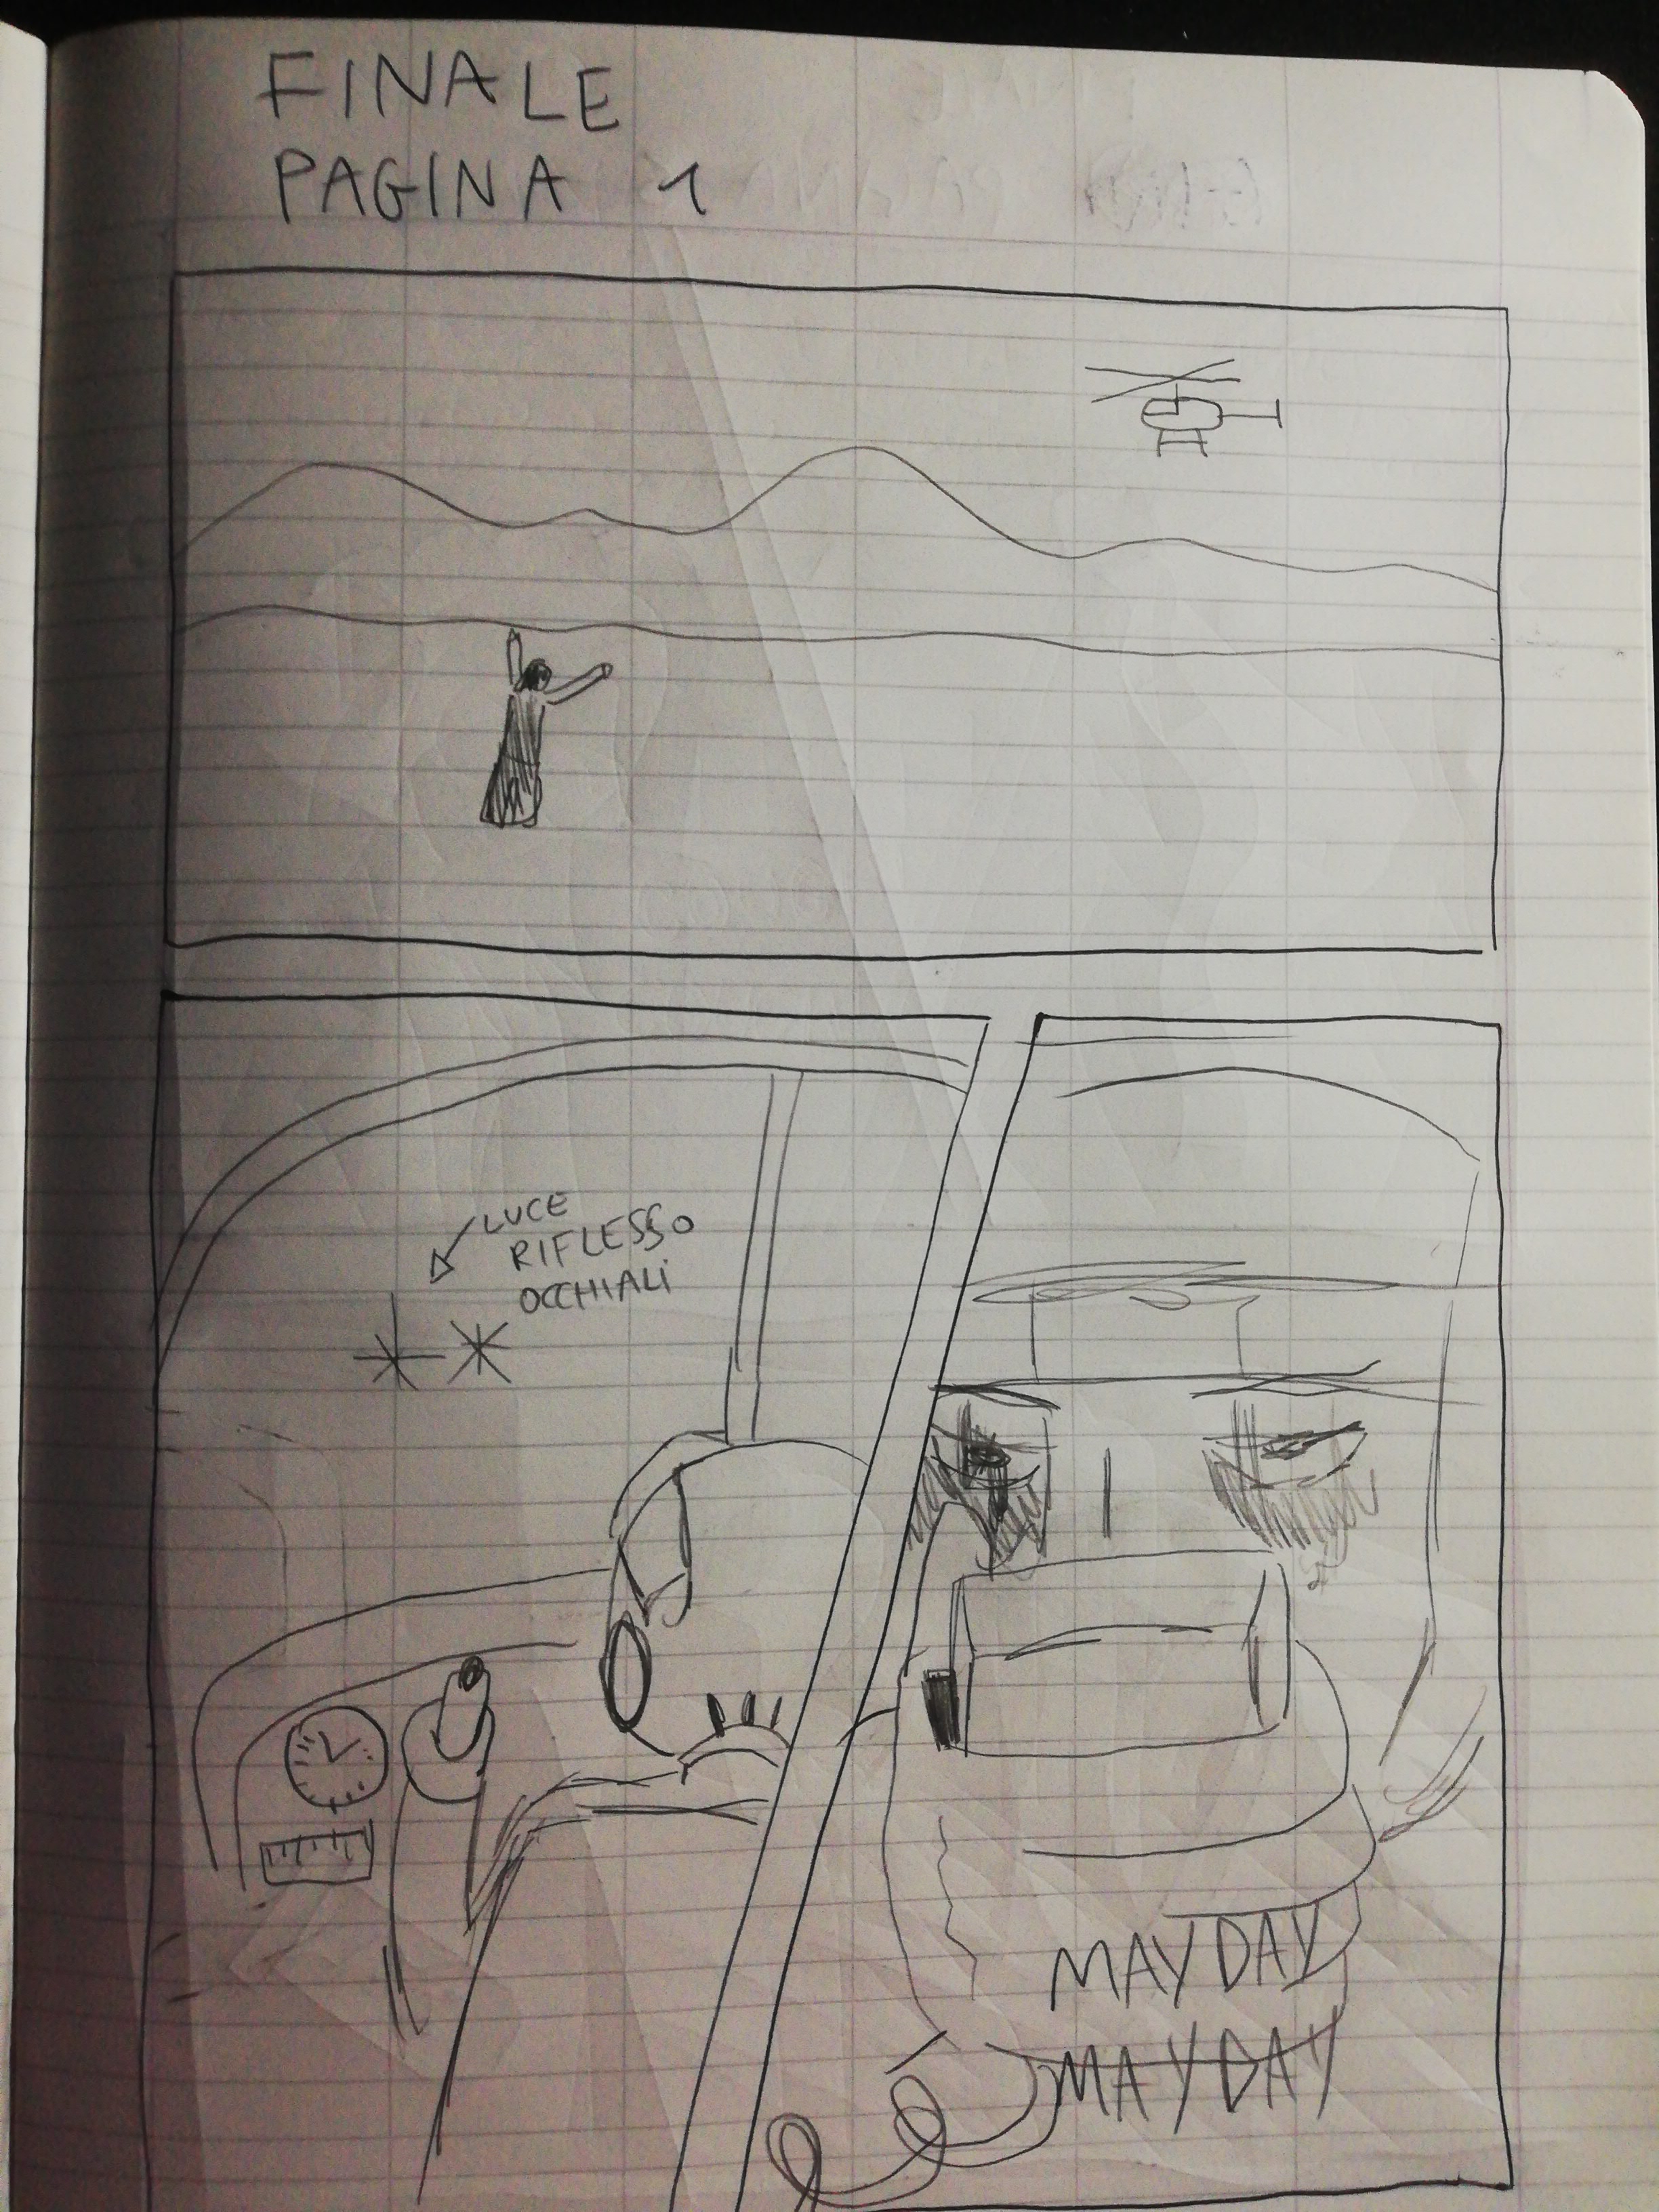 FINALE
PAGINA 1
LUCE
RIFLESSO
OCCHIALI
MAYDAY
MAYDAY